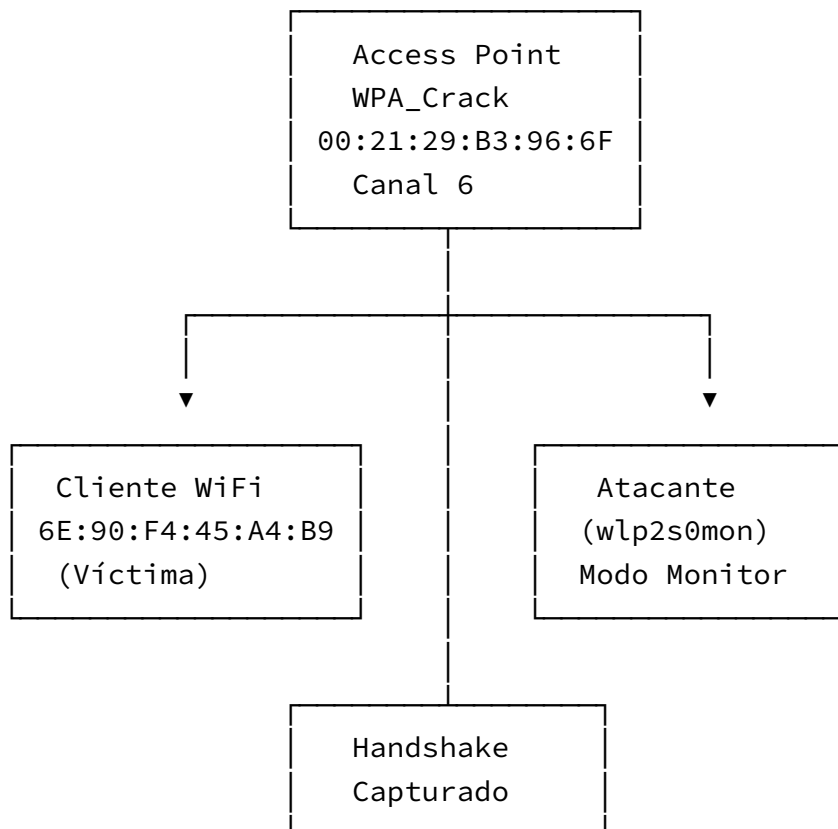 Access Point
WPA_Crack
00:21:29:B3:96:6F
Canal 6
Cliente WiFi
6E:90:F4:45:A4:B9
(Víctima)
Atacante
(wlp2s0mon)
Modo Monitor
Handshake
Capturado